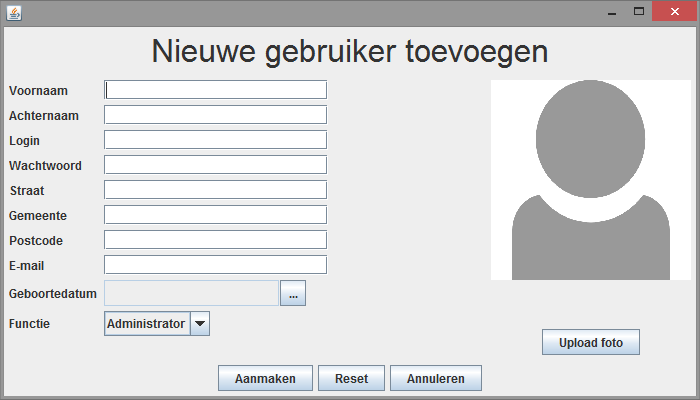 Nieuwe gebruiker toevoegen
Voornaam
Achternaam
Login
Wachtwoord
Straat
Gemeente
Postcode
E-mail
Geboortedatum ...
Functie Administrator
Upload foto
Aanmaken Reset Annuleren